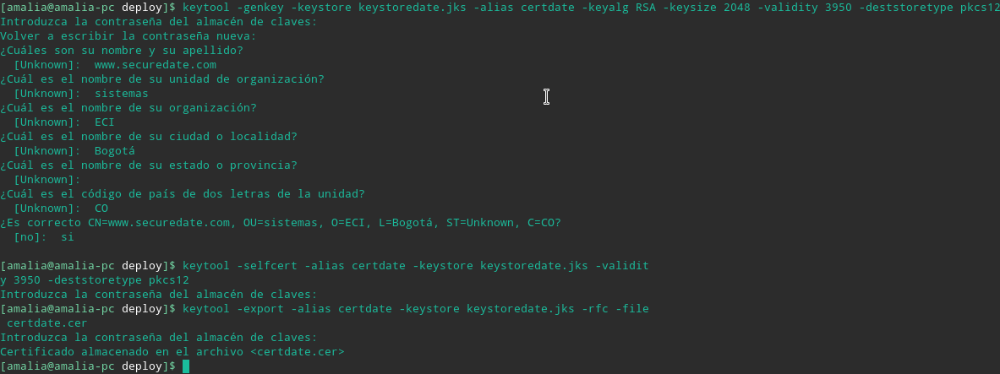 [amalia@amalia-pc deploy]$ keytool -genkey -keystore keystoredate.jks -alias certdate -keyalg RSA -keysize 2048 -validity 3950 -deststoretype pkcs12
Introduzca la contraseña del almacén de claves:
Volver a escribir la contraseña nueva:
¿Cuáles son su nombre y su apellido?
  [Unknown]:  www.securedate.com
¿Cuál es el nombre de su unidad de organización?
  [Unknown]:  sistemas
¿Cuál es el nombre de su organización?
  [Unknown]:  ECI
¿Cuál es el nombre de su ciudad o localidad?
  [Unknown]:  Bogotá
¿Cuál es el nombre de su estado o provincia?
  [Unknown]:
¿Cuál es el código de país de dos letras de la unidad?
  [Unknown]:  CO
¿Es correcto CN=www.securedate.com, OU=sistemas, O=ECI, L=Bogotá, ST=Unknown, C=CO?
  [no]:  si
[amalia@amalia-pc deploy]$ keytool -selfcert -alias certdate -keystore keystoredate.jks -validit
y 3950 -deststoretype pkcs12
Introduzca la contraseña del almacén de claves:
[amalia@amalia-pc deploy]$ keytool -export -alias certdate -keystore keystoredate.jks -rfc -file
 certdate.cer
Introduzca la contraseña del almacén de claves:
Certificado almacenado en el archivo <certdate.cer>
[amalia@amalia-pc deploy]$